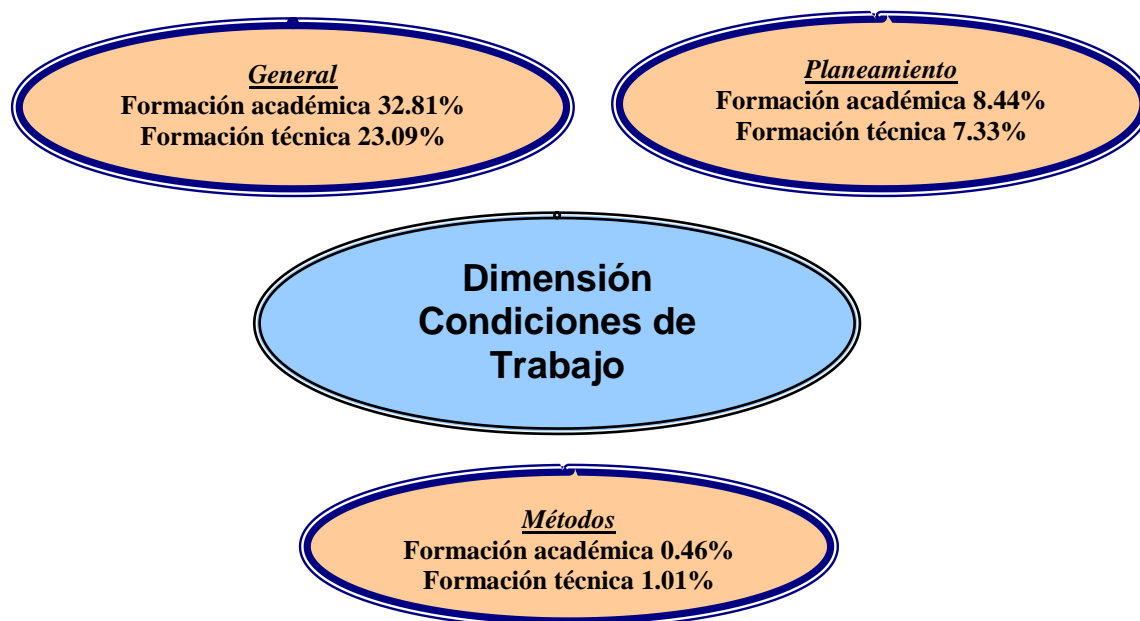 General
Formación académica 32.81%
Formación técnica 23.09%
Planeamiento
Formación académica 8.44%
Formación técnica 7.33%
Dimensión
Condiciones de
Trabajo
Métodos
Formación académica 0.46%
Formación técnica 1.01%